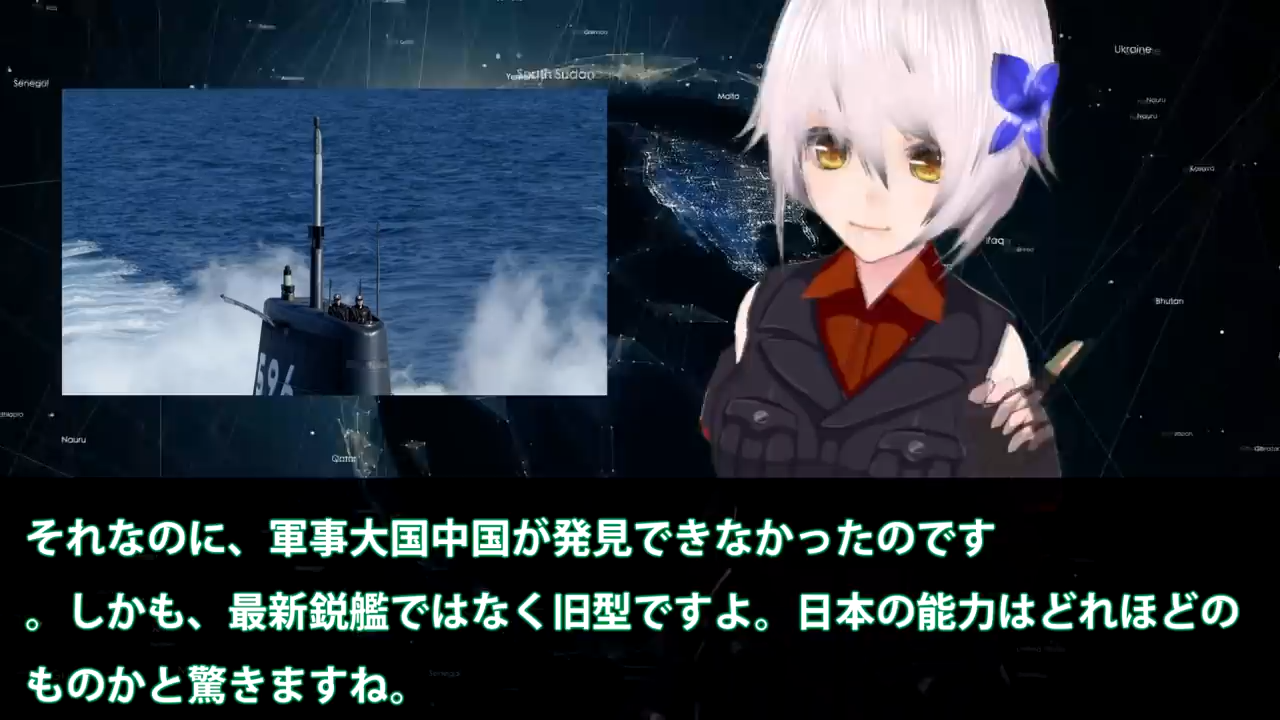 Senegal
South Sudan
Malta
Ukraine
Nauru
Nauru
Kosovo
Iraq
Bhutan
596
Nauru
Qatar
それなのに、軍事大国中国が発見できなかったのです
。しかも、最新鋭艦ではなく旧型ですよ。日本の能力はどれほどの
ものかと驚きますね。